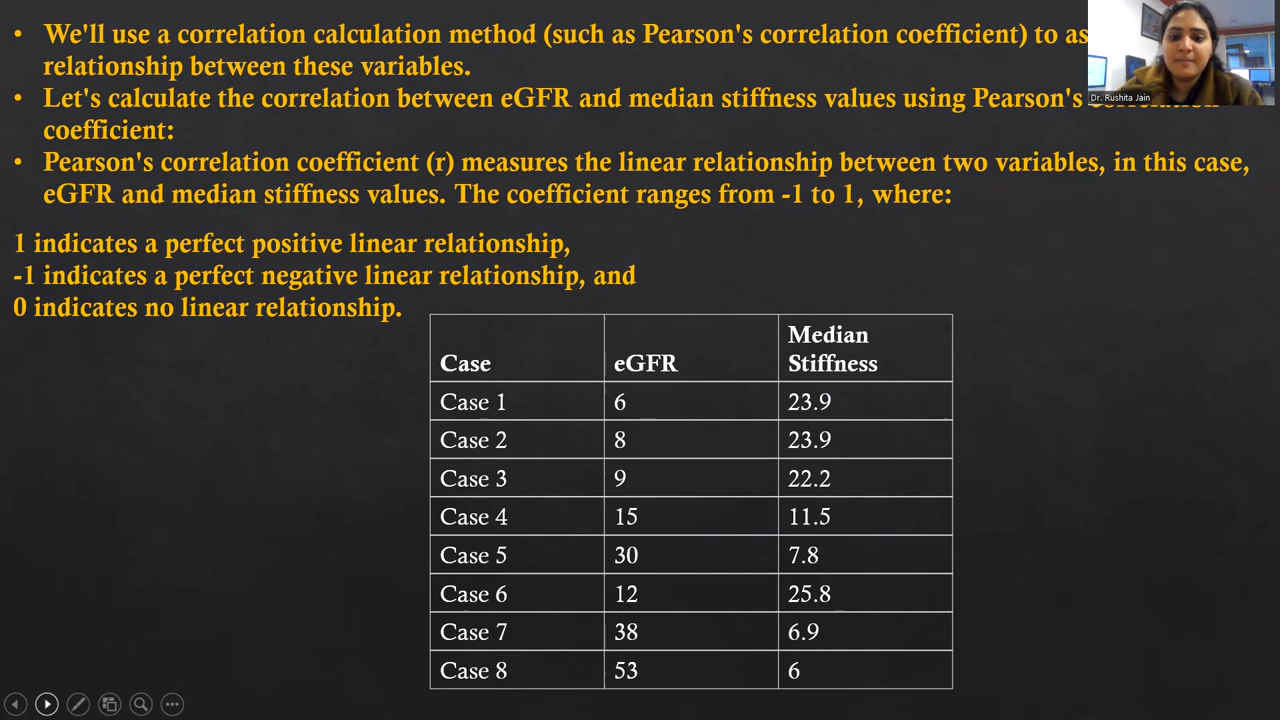 • We'll use a correlation calculation method (such as Pearson's correlation coefficient) to as
relationship between these variables.
• Let's calculate the correlation between eGFR and median stiffness values using Pearson's correlation
coefficient:
• Pearson's correlation coefficient (r) measures the linear relationship between two variables, in this case,
eGFR and median stiffness values. The coefficient ranges from -1 to 1, where:
1 indicates a perfect positive linear relationship,
-1 indicates a perfect negative linear relationship, and
0 indicates no linear relationship.
Case eGFR Median Stiffness
Case 1 6 23.9
Case 2 8 23.9
Case 3 9 22.2
Case 4 15 11.5
Case 5 30 7.8
Case 6 12 25.8
Case 7 38 6.9
Case 8 53 6
Dr. Rushita Jain